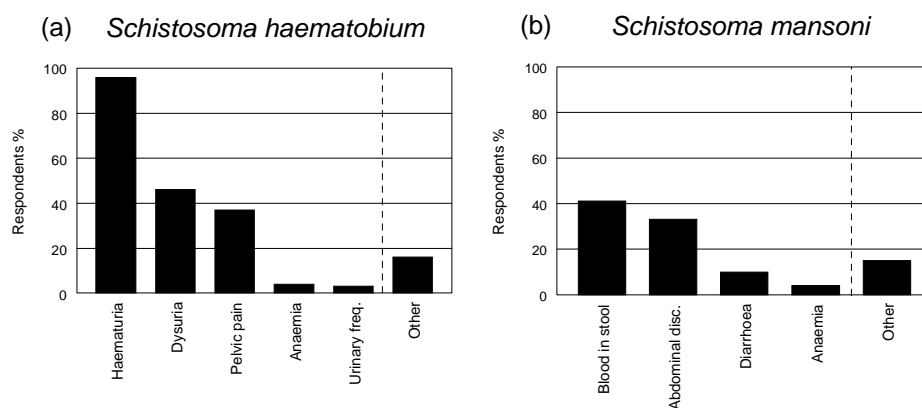 (a) Schistosoma haematobium
Respondents %
100
80
60
40
20
0
Haematuria
Dysuria
Pelvic pain
Anaemia
Urinary freq.
Other
(b) Schistosoma mansoni
Respondents %
100
80
60
40
20
0
Blood in stool
Abdominal disc.
Diarrhoea
Anaemia
Other